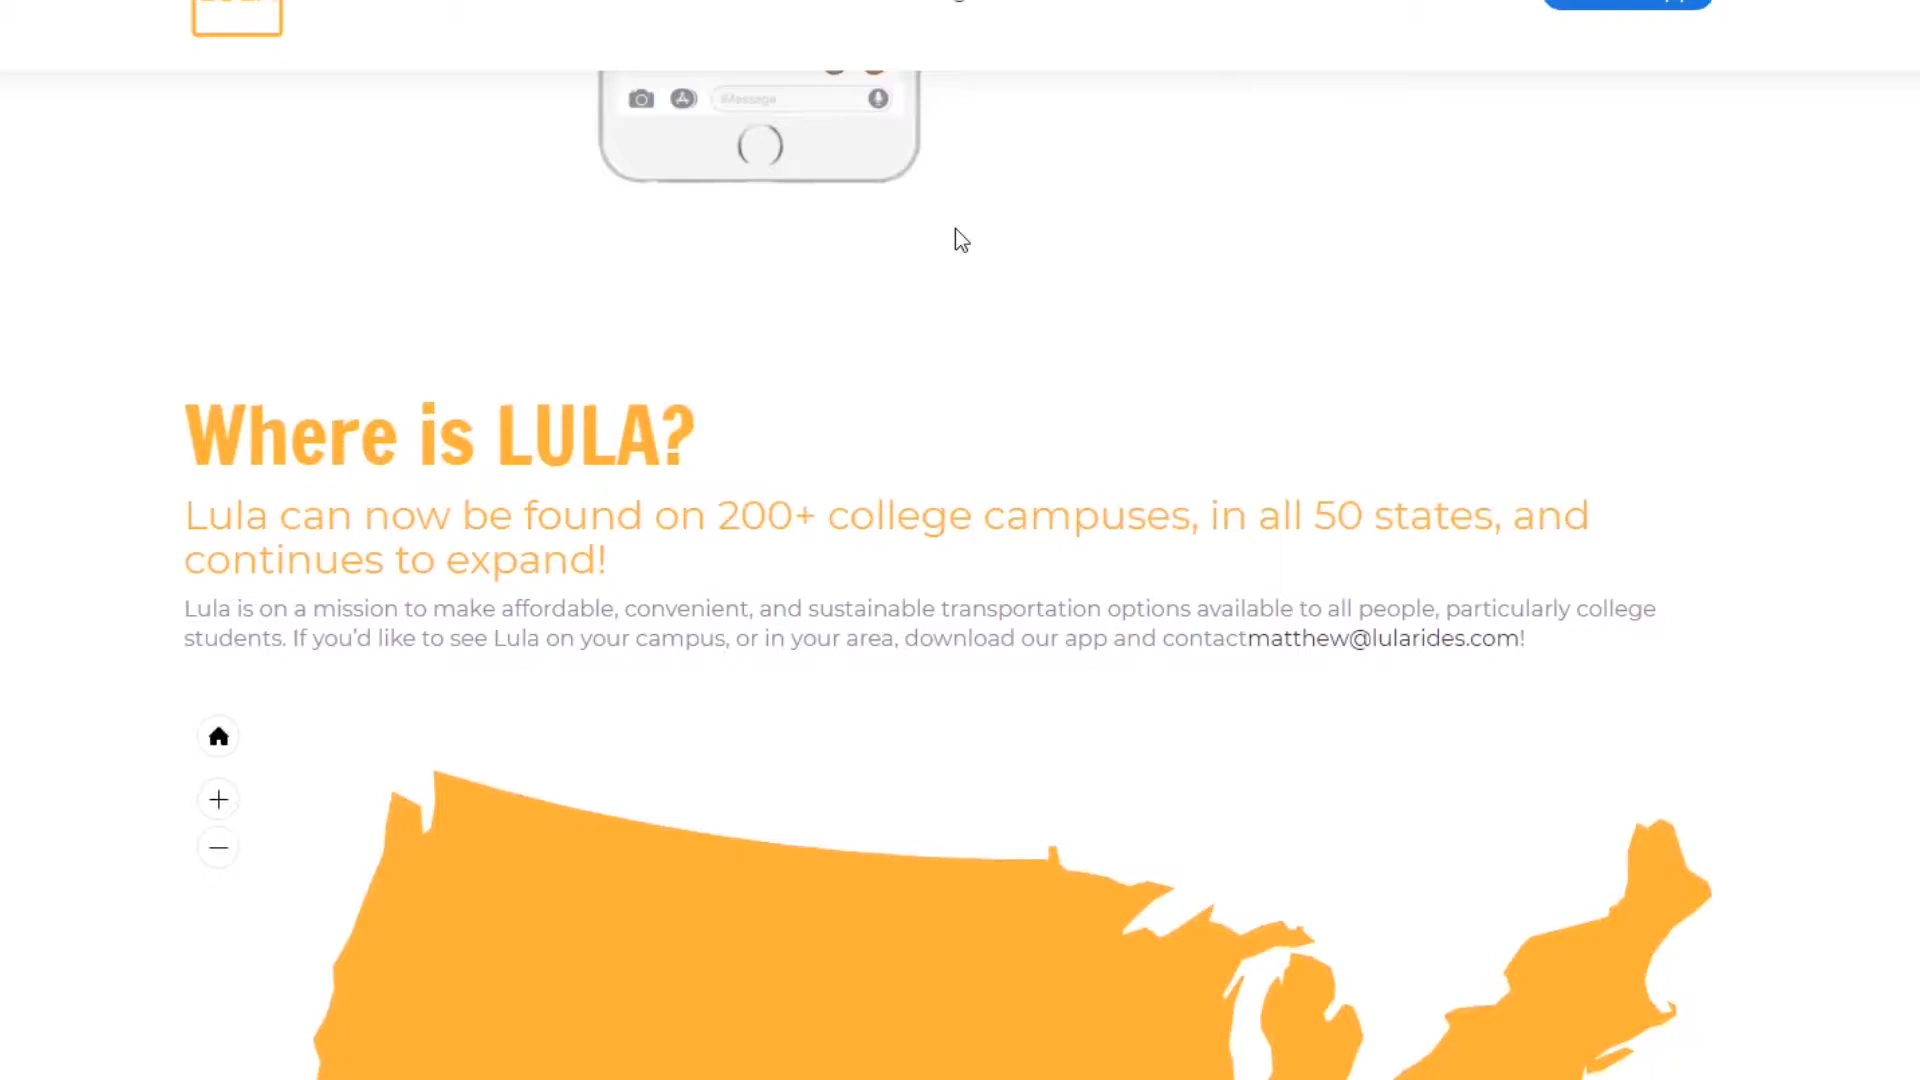 iMessage
Where is LULA?
Lula can now be found on 200+ college campuses, in all 50 states, and
continues to expand!
Lula is on a mission to make affordable, convenient, and sustainable transportation options available to all people, particularly college
students. If you’d like to see Lula on your campus, or in your area, download our app and contactmatthew@lularides.com!